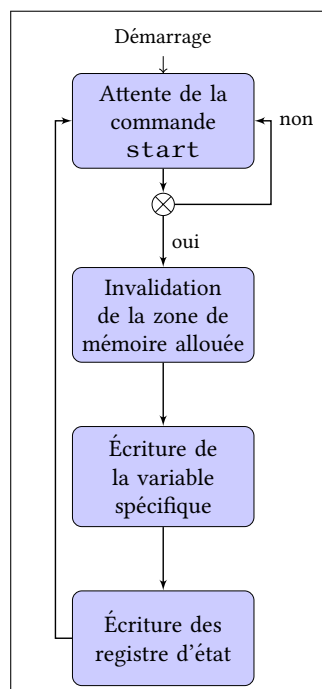 Démarrage
Attente de la
commande
start
non
oui
Invalidation
de la zone de
mémoire allouée
Écriture de
la variable
spécifique
Écriture des
registre d'état